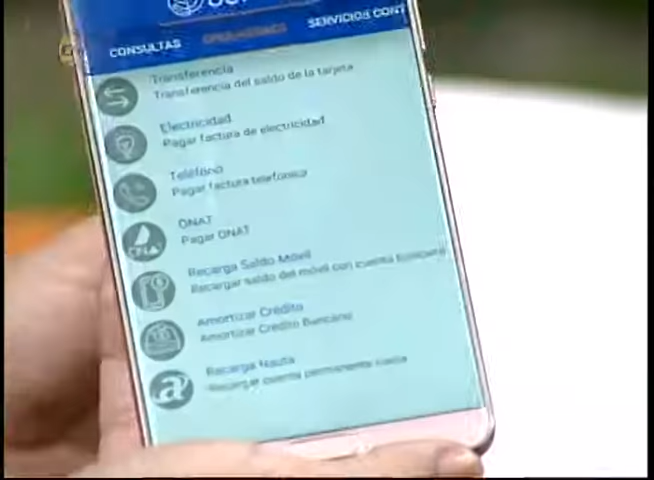 CONSULTAS OPERACIONES SERVICIOS CONT
Transferencia
Transferencia del saldo de la tarjeta
Electricidad
Pagar factura de electricidad
Teléfono
Pagar factura telefonica
ONAT
Pagar ONAT
Recarga Saldo Móvil
Recargar saldo del móvil con cuenta bancaria
Amortizar Crédito
Amortizar Crédito Bancario
Recarga Nauta
Recargar cuenta permanente nauta